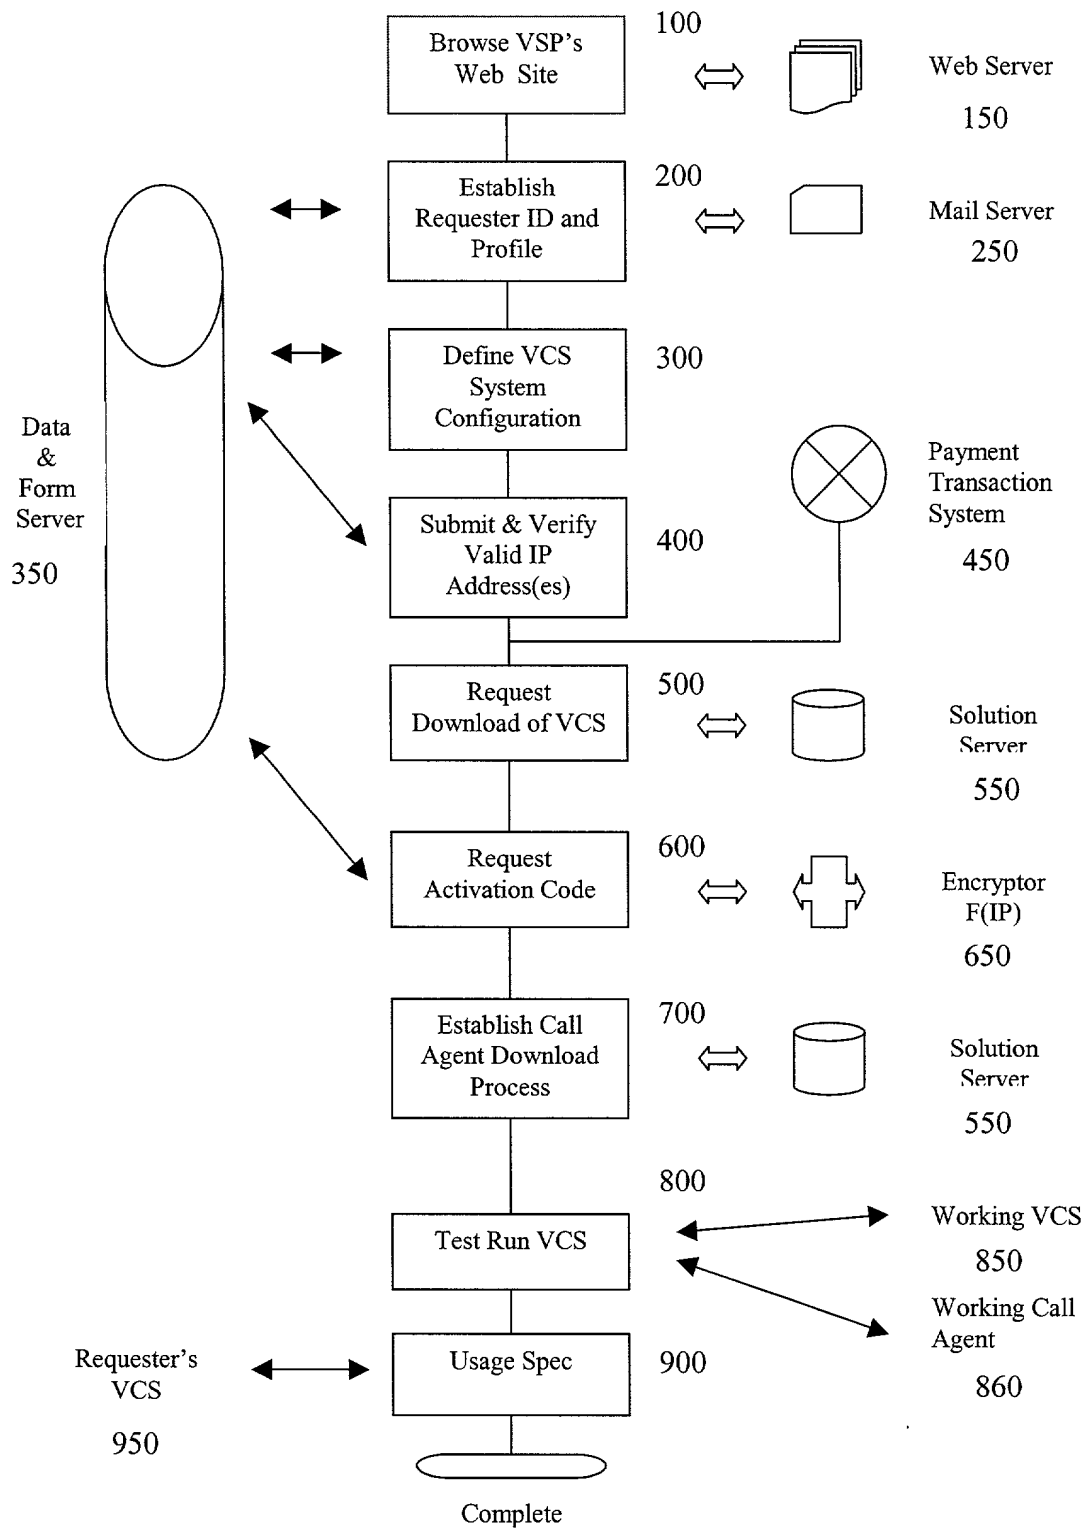 Browse VSP's
Web Site
100
Web Server
150
Establish
Requester ID and
Profile
200
Mail Server
250
Define VCS
System
Configuration
300
Data
&
Form
Server
350
Submit & Verify
Valid IP
Address(es)
400
Payment
Transaction
System
450
Request
Download of VCS
500
Solution
Server
550
Request
Activation Code
600
Encryptor
F(IP)
650
Establish Call
Agent Download
Process
700
Solution
Server
550
Test Run VCS
800
Working VCS
850
Working Call
Agent
860
Requester's
VCS
950
Usage Spec
900
Complete